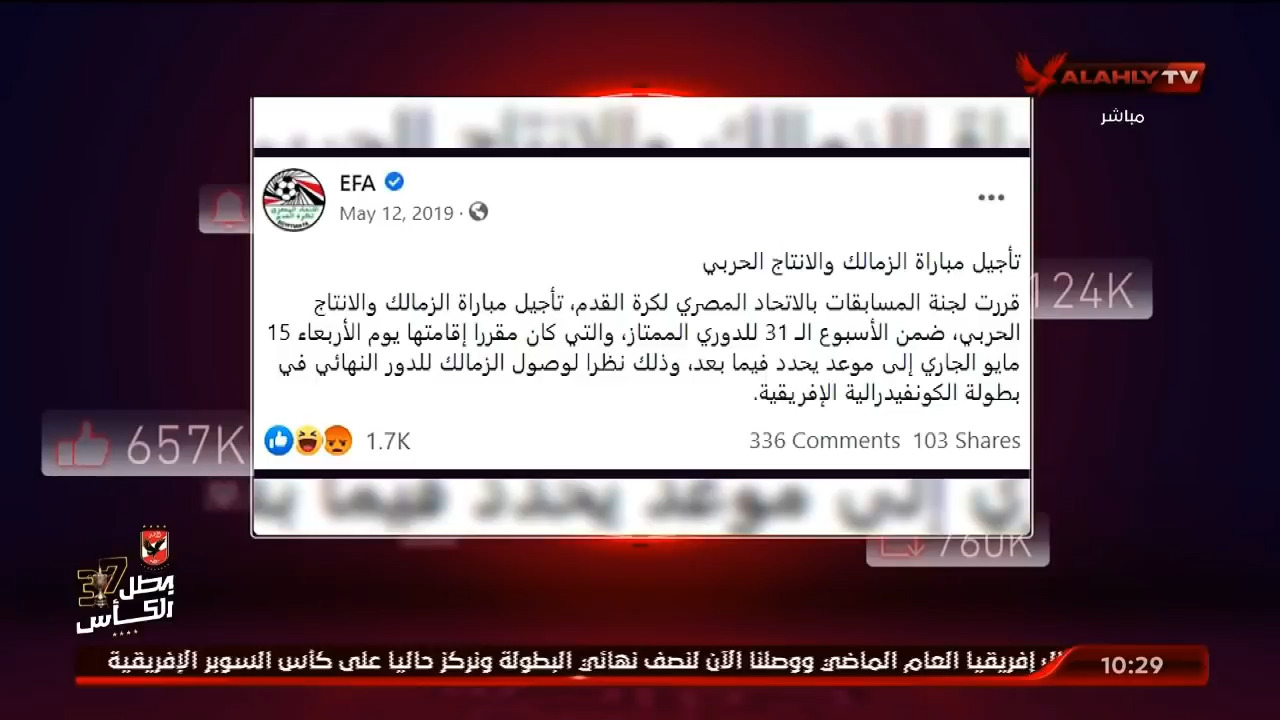 ALAHLY TV
مباشر
EFA
May 12, 2019 ·
تأجيل مباراة الزمالك والانتاج الحربي
قررت لجنة المسابقات بالاتحاد المصري لكرة القدم، تأجيل مباراة الزمالك والانتاج
الحربي، ضمن الأسبوع الـ 31 للدوري الممتاز، والتي كان مقررا إقامتها يوم الأربعاء 15
مايو الجاري إلى موعد يحدد فيما بعد، وذلك نظرا لوصول الزمالك للدور النهائي في
بطولة الكونفيدرالية الإفريقية.
1.7K
336 Comments 103 Shares
124K
657K
760K
37
بطل
الكأس
إفريقيا العام الماضي ووصلنا الآن لنصف نهائي البطولة ونركز حاليا على كأس السوبر الإفريقية
10:29